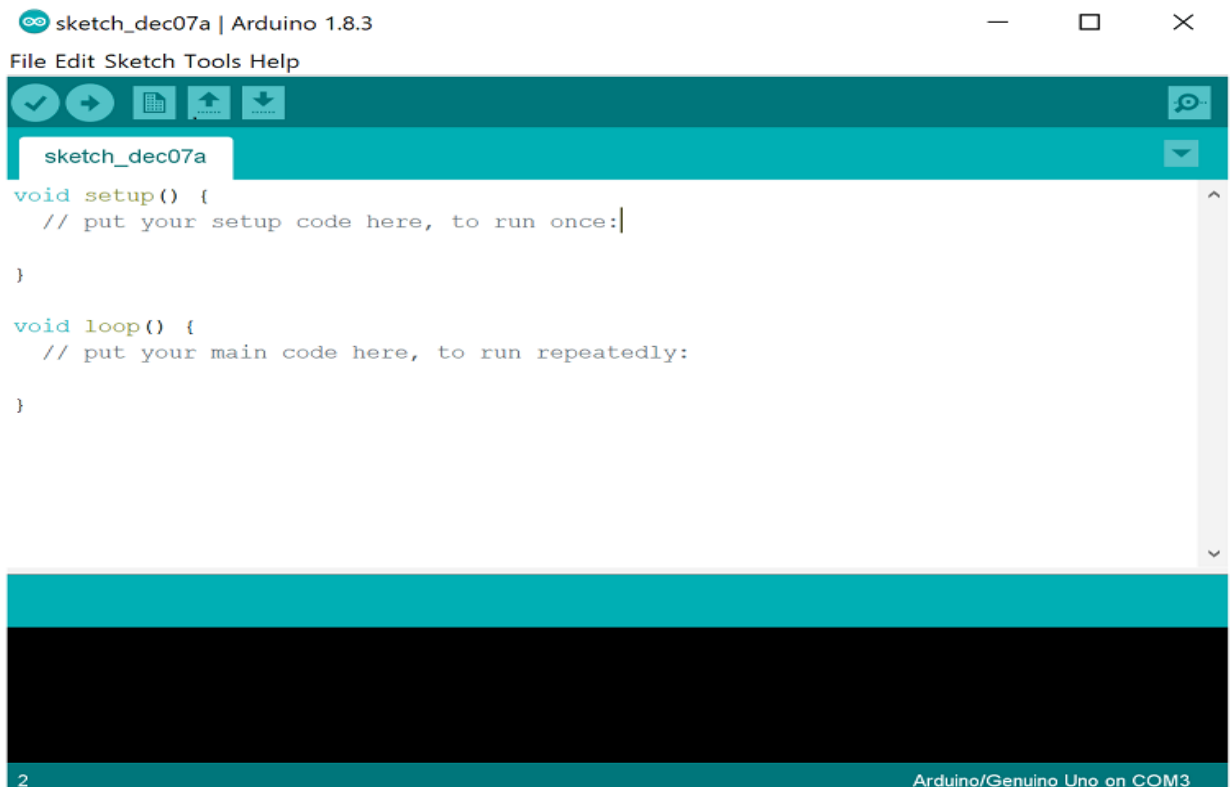 sketch_dec07a | Arduino 1.8.3
File Edit Sketch Tools Help
sketch_dec07a
void setup() {
  // put your setup code here, to run once:

}

void loop() {
  // put your main code here, to run repeatedly:

}
2 Arduino/Genuino Uno on COM3